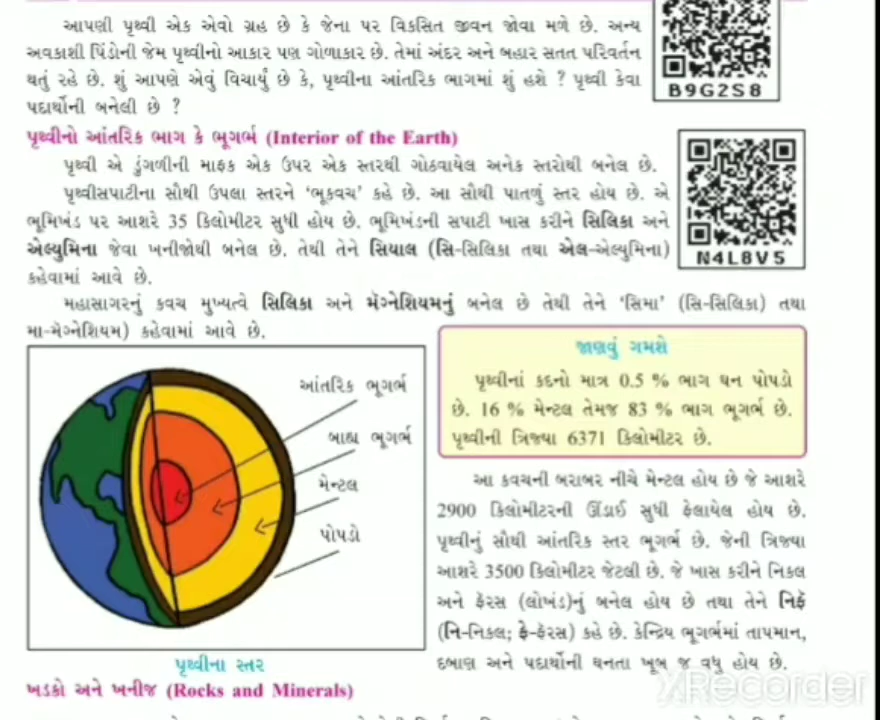 આપણી પૃથ્વી એક એવો ગ્રહ છે કે જેના પર વિકસિત જીવન જોવા મળે છે. અન્ય
અવકાશી પિંડોની જેમ પૃથ્વીનો આકાર પણ ગોળાકાર છે. તેમાં અંદર અને બહાર સતત પરિવર્તન
થતું રહે છે. શું આપણે એવું વિચાર્યું છે કે, પૃથ્વીના આંતરિક ભાગમાં શું હશે ? પૃથ્વી કેવા
પદાર્થોની બનેલી છે ?
B9G2S8
પૃથ્વીનો આંતરિક ભાગ કે ભૂગર્ભ (Interior of the Earth)
પૃથ્વી એ ડુંગળીની માફક એક ઉપર એક સ્તરથી ગોઠવાયેલ અનેક સ્તરોથી બનેલ છે.
પૃથ્વીસપાટીના સૌથી ઉપલા સ્તરને ‘ભૂકવચ’ કહે છે. આ સૌથી પાતળું સ્તર હોય છે. એ
ભૂમિખંડ પર આશરે 35 કિલોમીટર સુધી હોય છે. ભૂમિખંડની સપાટી ખાસ કરીને સિલિકા અને
એલ્યુમિના જેવા ખનીજોથી બનેલ છે. તેથી તેને સિયાલ (સિ-સિલિકા તથા એલ-એલ્યુમિના)
કહેવામાં આવે છે.
N4L8V5
મહાસાગરનું કવચ મુખ્યત્વે સિલિકા અને મૅગ્નેશિયમનું બનેલ છે તેથી તેને ‘સિમા’ (સિ-સિલિકા) તથા
મા-મૅગ્નેશિયમ) કહેવામાં આવે છે.
આંતરિક ભૂગર્ભ
બાહ્ય ભૂગર્ભ
મેન્ટલ
પોપડો
પૃથ્વીના સ્તર
જાણવું ગમશે
પૃથ્વીનાં કદનો માત્ર 0.5 % ભાગ ઘન પોપડો
છે. 16 % મેન્ટલ તેમજ 83 % ભાગ ભૂગર્ભ છે.
પૃથ્વીની ત્રિજ્યા 6371 કિલોમીટર છે.
આ કવચની બરાબર નીચે મેન્ટલ હોય છે જે આશરે
2900 કિલોમીટરની ઊંડાઈ સુધી ફેલાયેલ હોય છે.
પૃથ્વીનું સૌથી આંતરિક સ્તર ભૂગર્ભ છે. જેની ત્રિજ્યા
આશરે 3500 કિલોમીટર જેટલી છે. જે ખાસ કરીને નિકલ
અને ફૅરસ (લોખંડ)નું બનેલ હોય છે તથા તેને નિફૅ
(નિ-નિકલ; ફે-ફૅરસ) કહે છે. કેન્દ્રિય ભૂગર્ભમાં તાપમાન,
દબાણ અને પદાર્થોની ઘનતા ખૂબ જ વધુ હોય છે.
ખડકો અને ખનીજ (Rocks and Minerals)
XRecorder